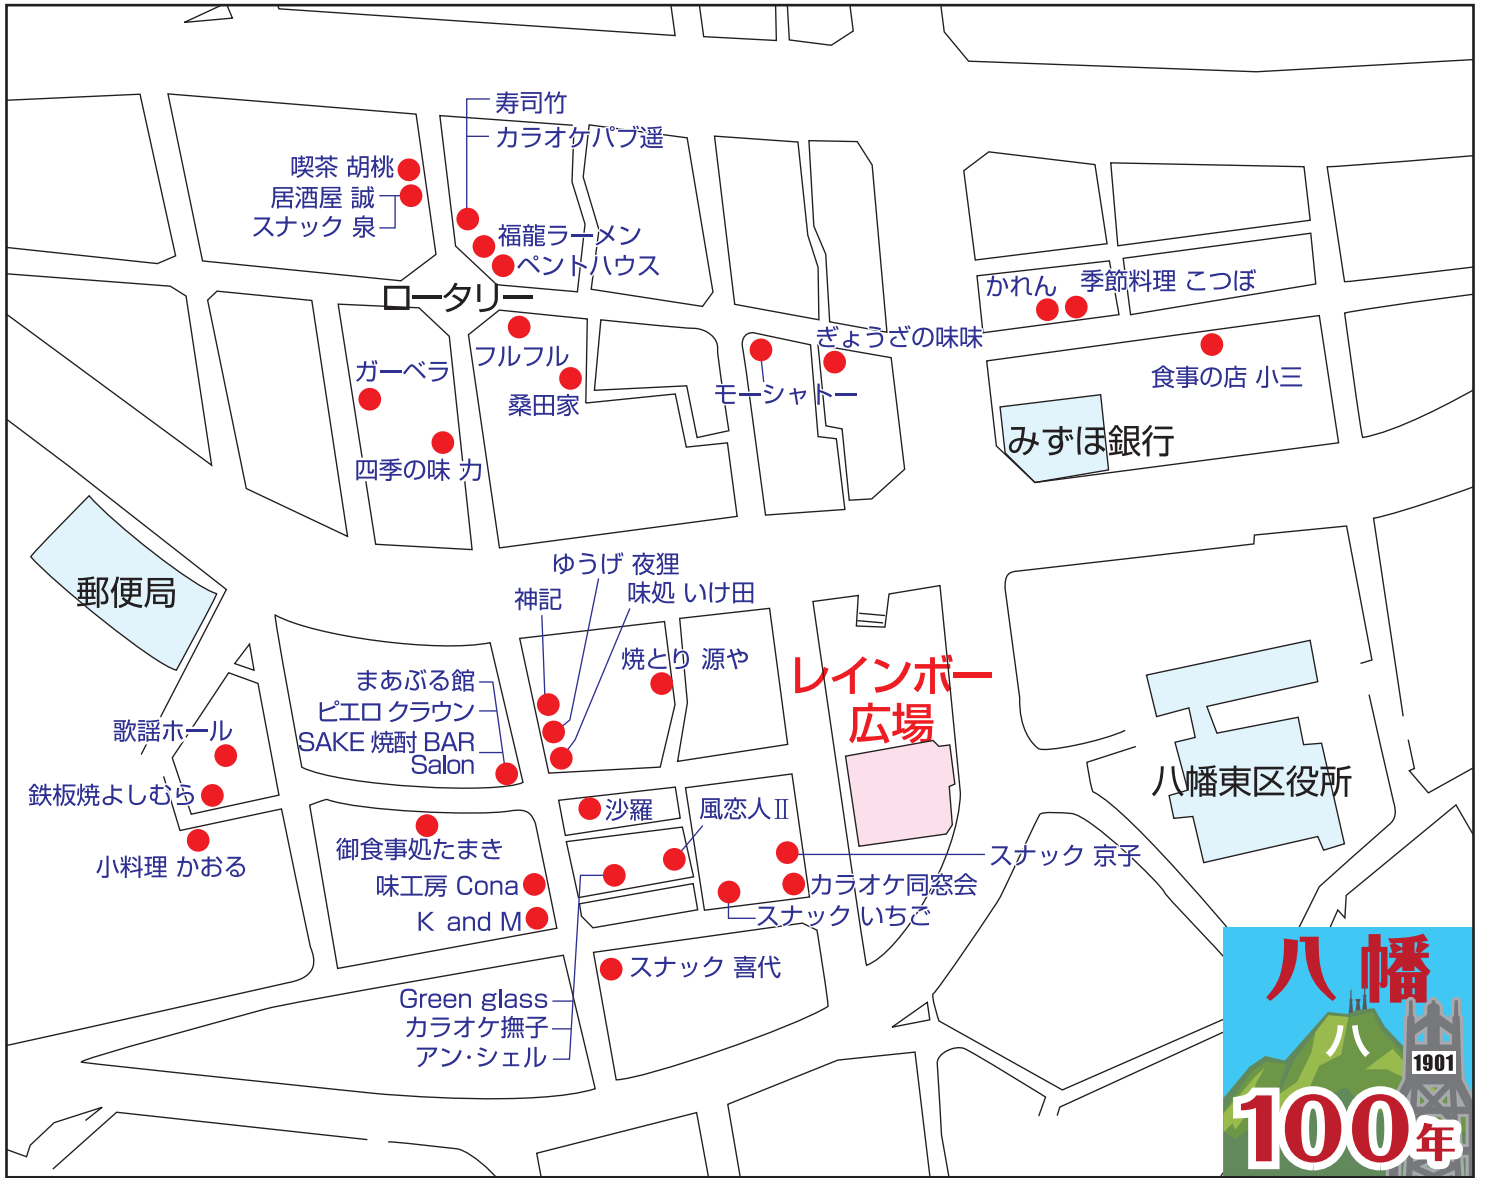 寿司竹
カラオケパブ遥
喫茶 胡桃
居酒屋 誠
スナック 泉
福龍ラーメン
ペントハウス
ロータリー
かれん
季節料理 こつぼ
フルフル
ぎょうざの味味
ガーベラ
桑田家
モーシャトー
食事の店 小三
みずほ銀行
四季の味 力
郵便局
ゆうげ 夜狸
味処 いけ田
神記
焼とり 源や
レインボー
広場
まあぶる館
ピエロ クラウン
SAKE 焼酎 BAR
Salon
歌謡ホール
八幡東区役所
鉄板焼よしむら
沙羅
風恋人Ⅱ
小料理 かおる
御食事処たまき
スナック 京子
味工房 Cona
カラオケ同窓会
K and M
スナック いちご
スナック 喜代
Green glass
カラオケ撫子
アン・シェル
八幡
八
1901
100年